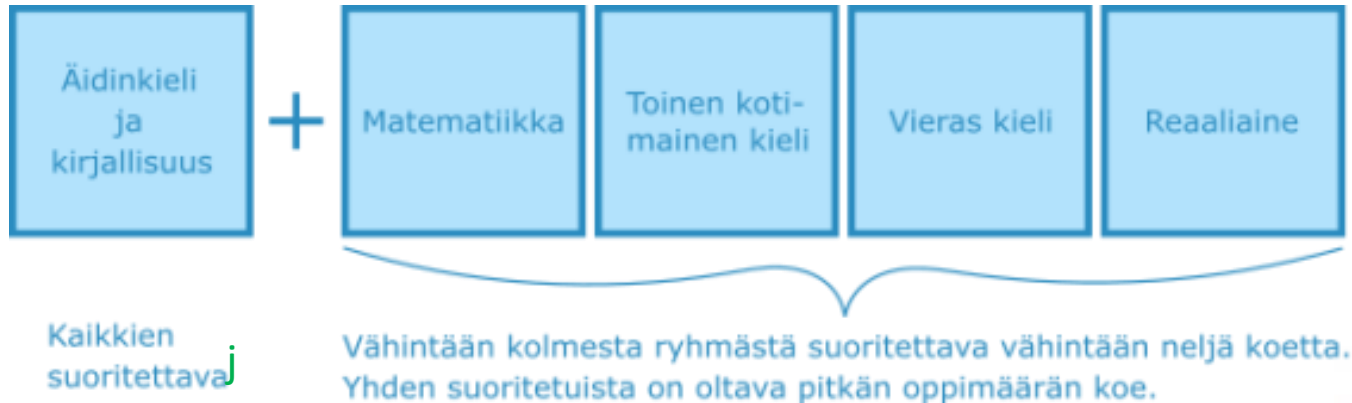 Äidinkieli
ja
kirjallisuus
+
Matematiikka
Toinen koti-
mainen kieli
Vieras kieli
Reaaliaine
Kaikkien
suoritettava
j
Vähintään kolmesta ryhmästä suoritettava vähintään neljä koetta.
Yhden suoritetuista on oltava pitkän oppimäärän koe.